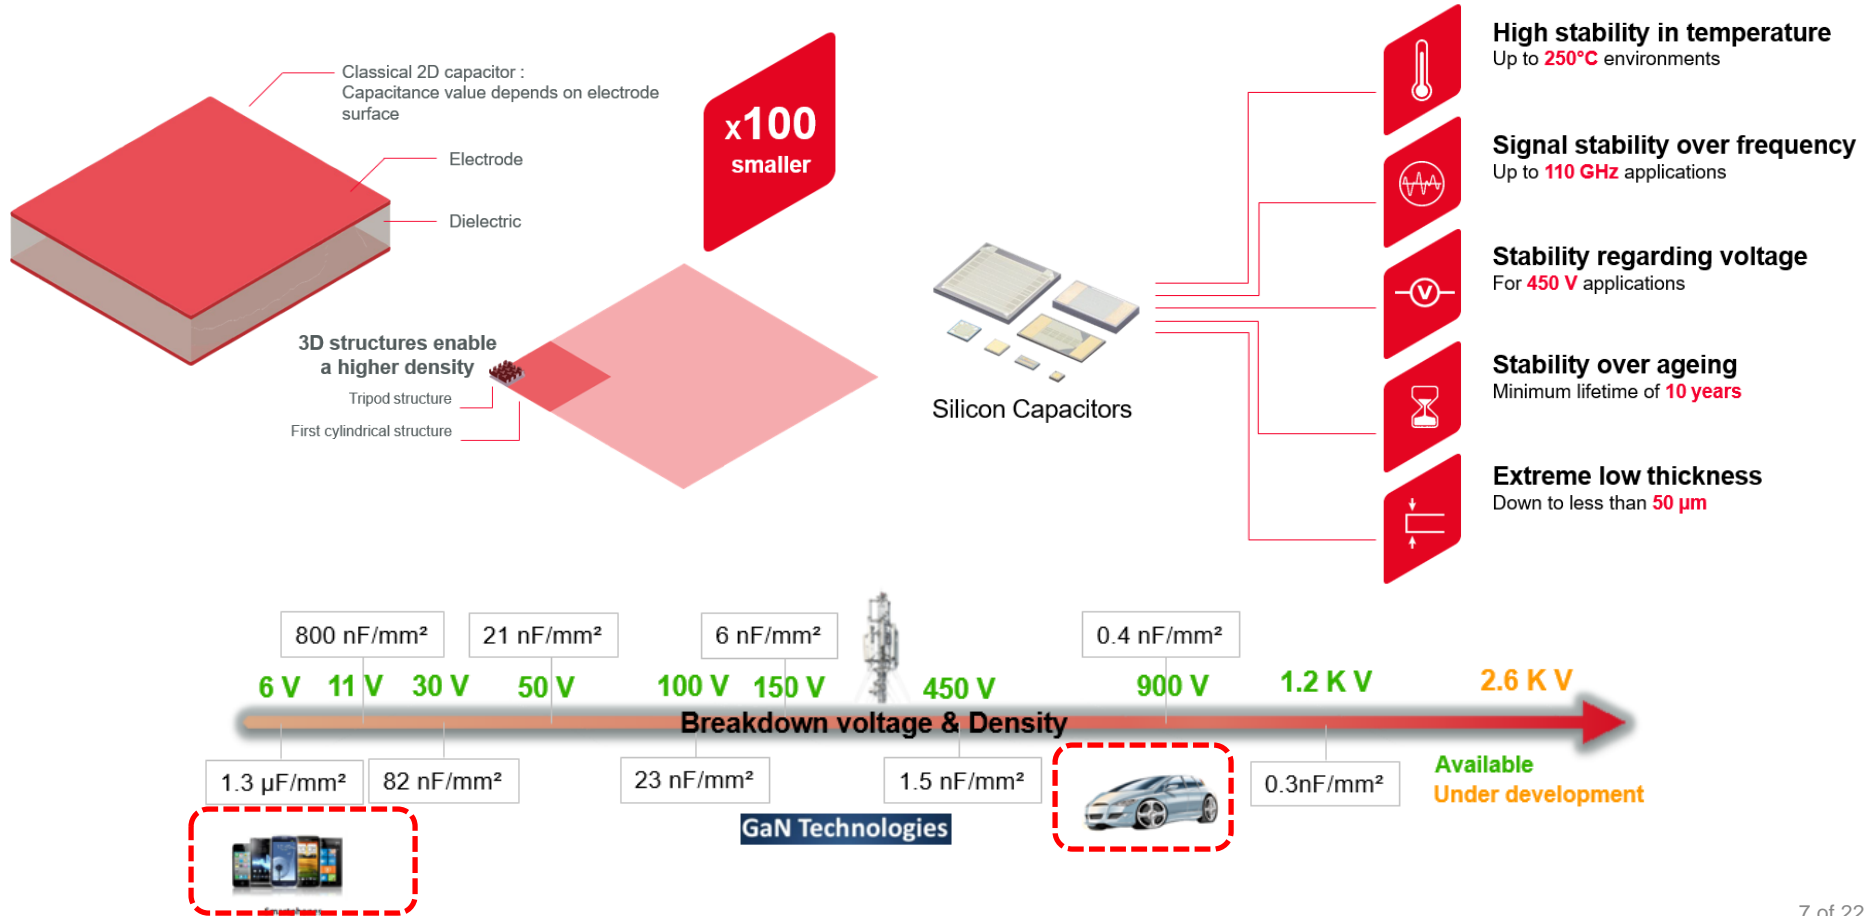 Classical 2D capacitor :
Capacitance value depends on electrode
surface
Electrode
Dielectric
x100
smaller
3D structures enable
a higher density
Tripod structure
First cylindrical structure
Silicon Capacitors
High stability in temperature
Up to 250°C environments
Signal stability over frequency
Up to 110 GHz applications
V
Stability regarding voltage
For 450 V applications
Stability over ageing
Minimum lifetime of 10 years
Extreme low thickness
Down to less than 50 µm
800 nF/mm²
21 nF/mm²
6 nF/mm²
0.4 nF/mm²
6 V
11 V
30 V
50 V
100 V
150 V
450 V
900 V
1.2 K V
2.6 K V
Breakdown voltage & Density
1.3 µF/mm²
82 nF/mm²
23 nF/mm²
1.5 nF/mm²
0.3nF/mm²
Available
Under development
GaN Technologies
7 of 22